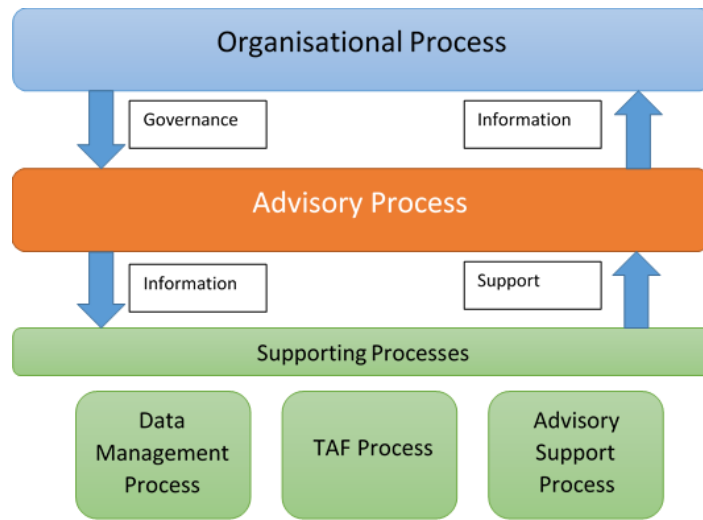 Organisational Process
Governance
Information
Advisory Process
Information
Support
Supporting Processes
Data
Management
Process
TAF Process
Advisory
Support
Process